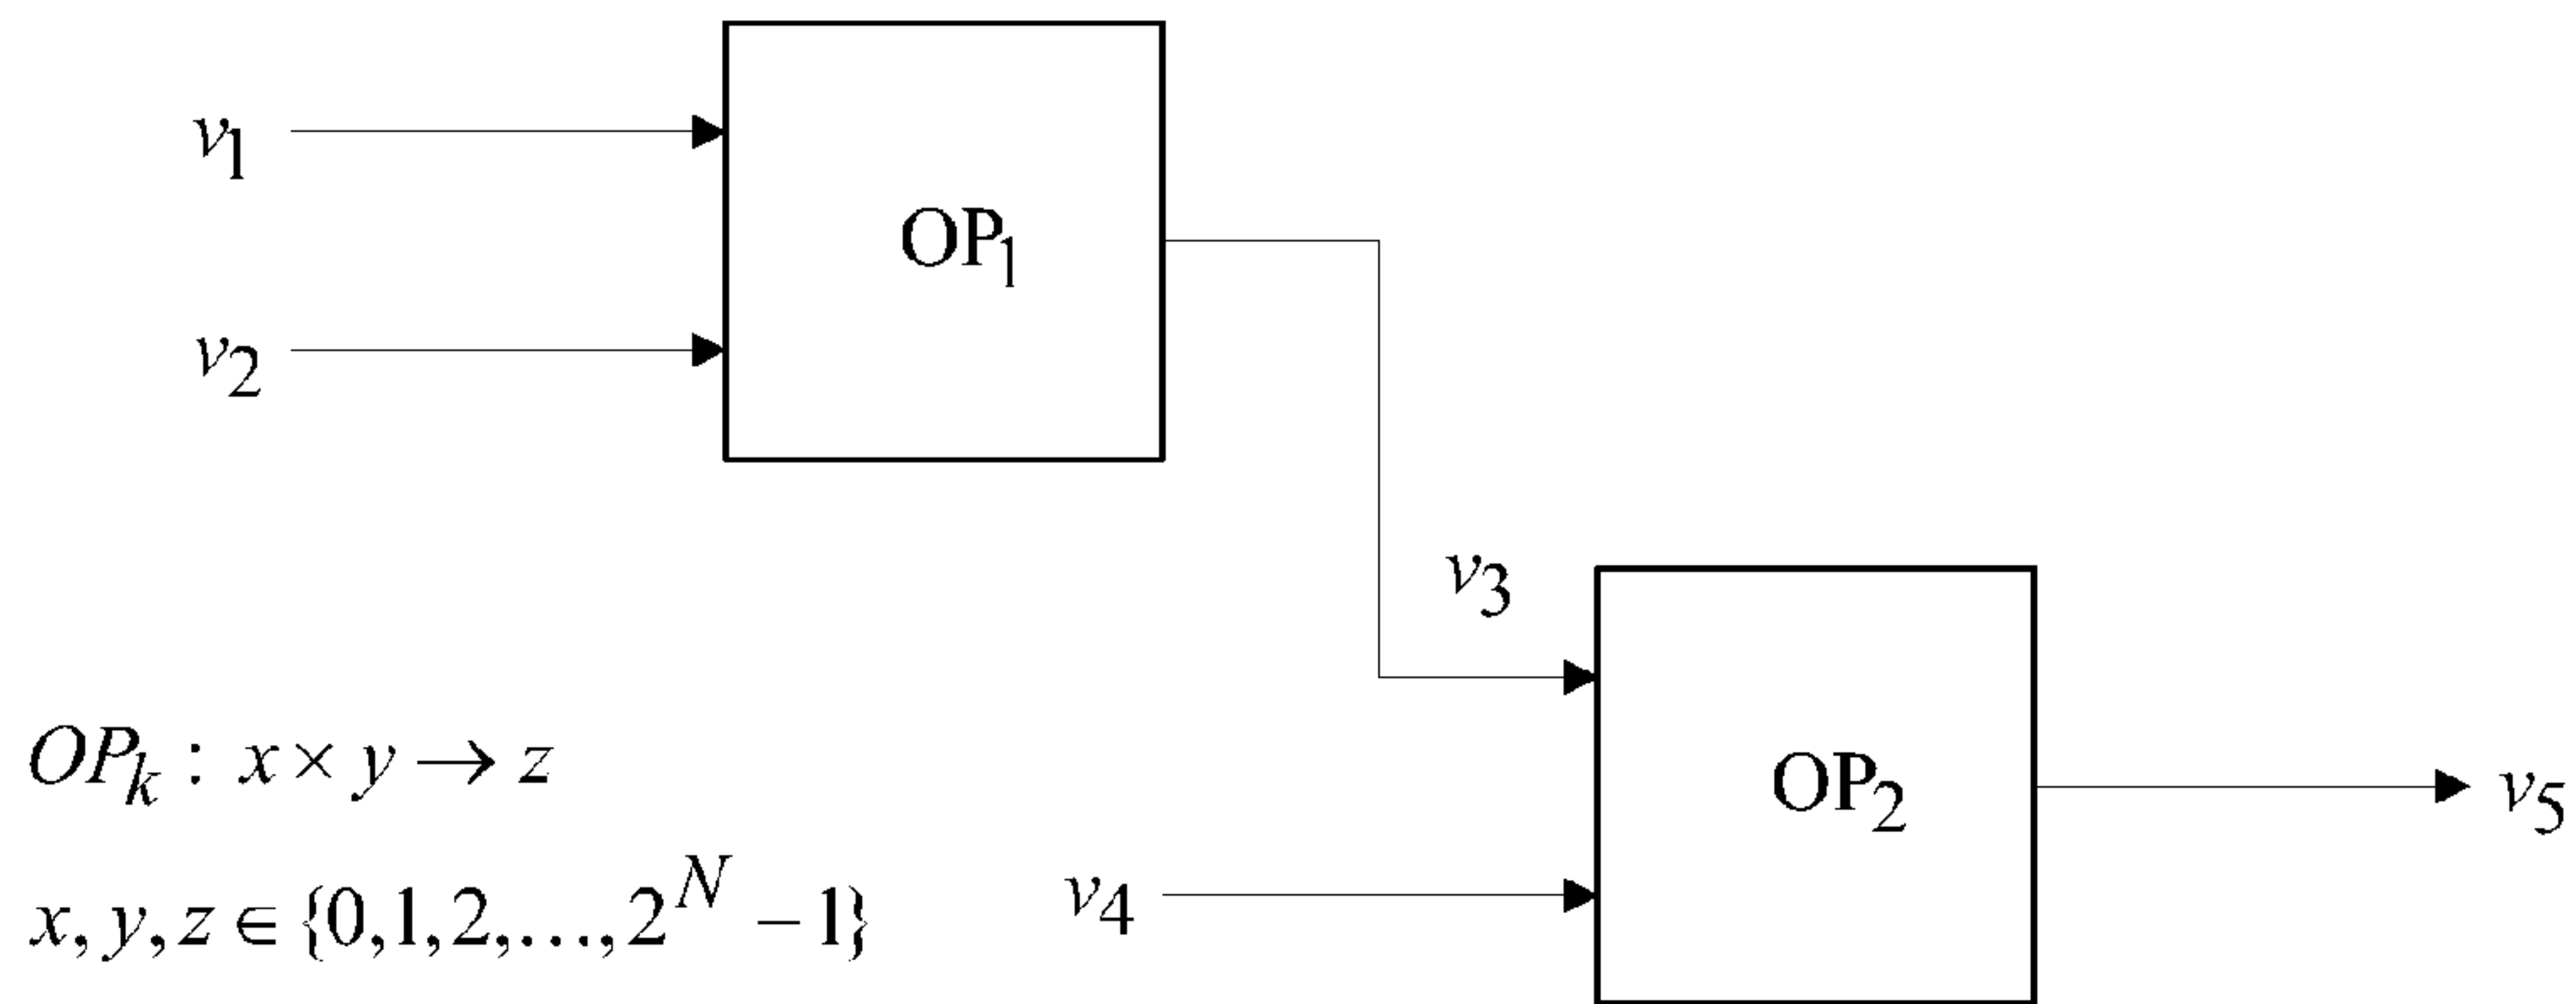 v1
OP1
v2
v3
OPk : x × y → z
OP2
v5
v4
x, y, z ∈ {0,1,2,...,2^N − 1}